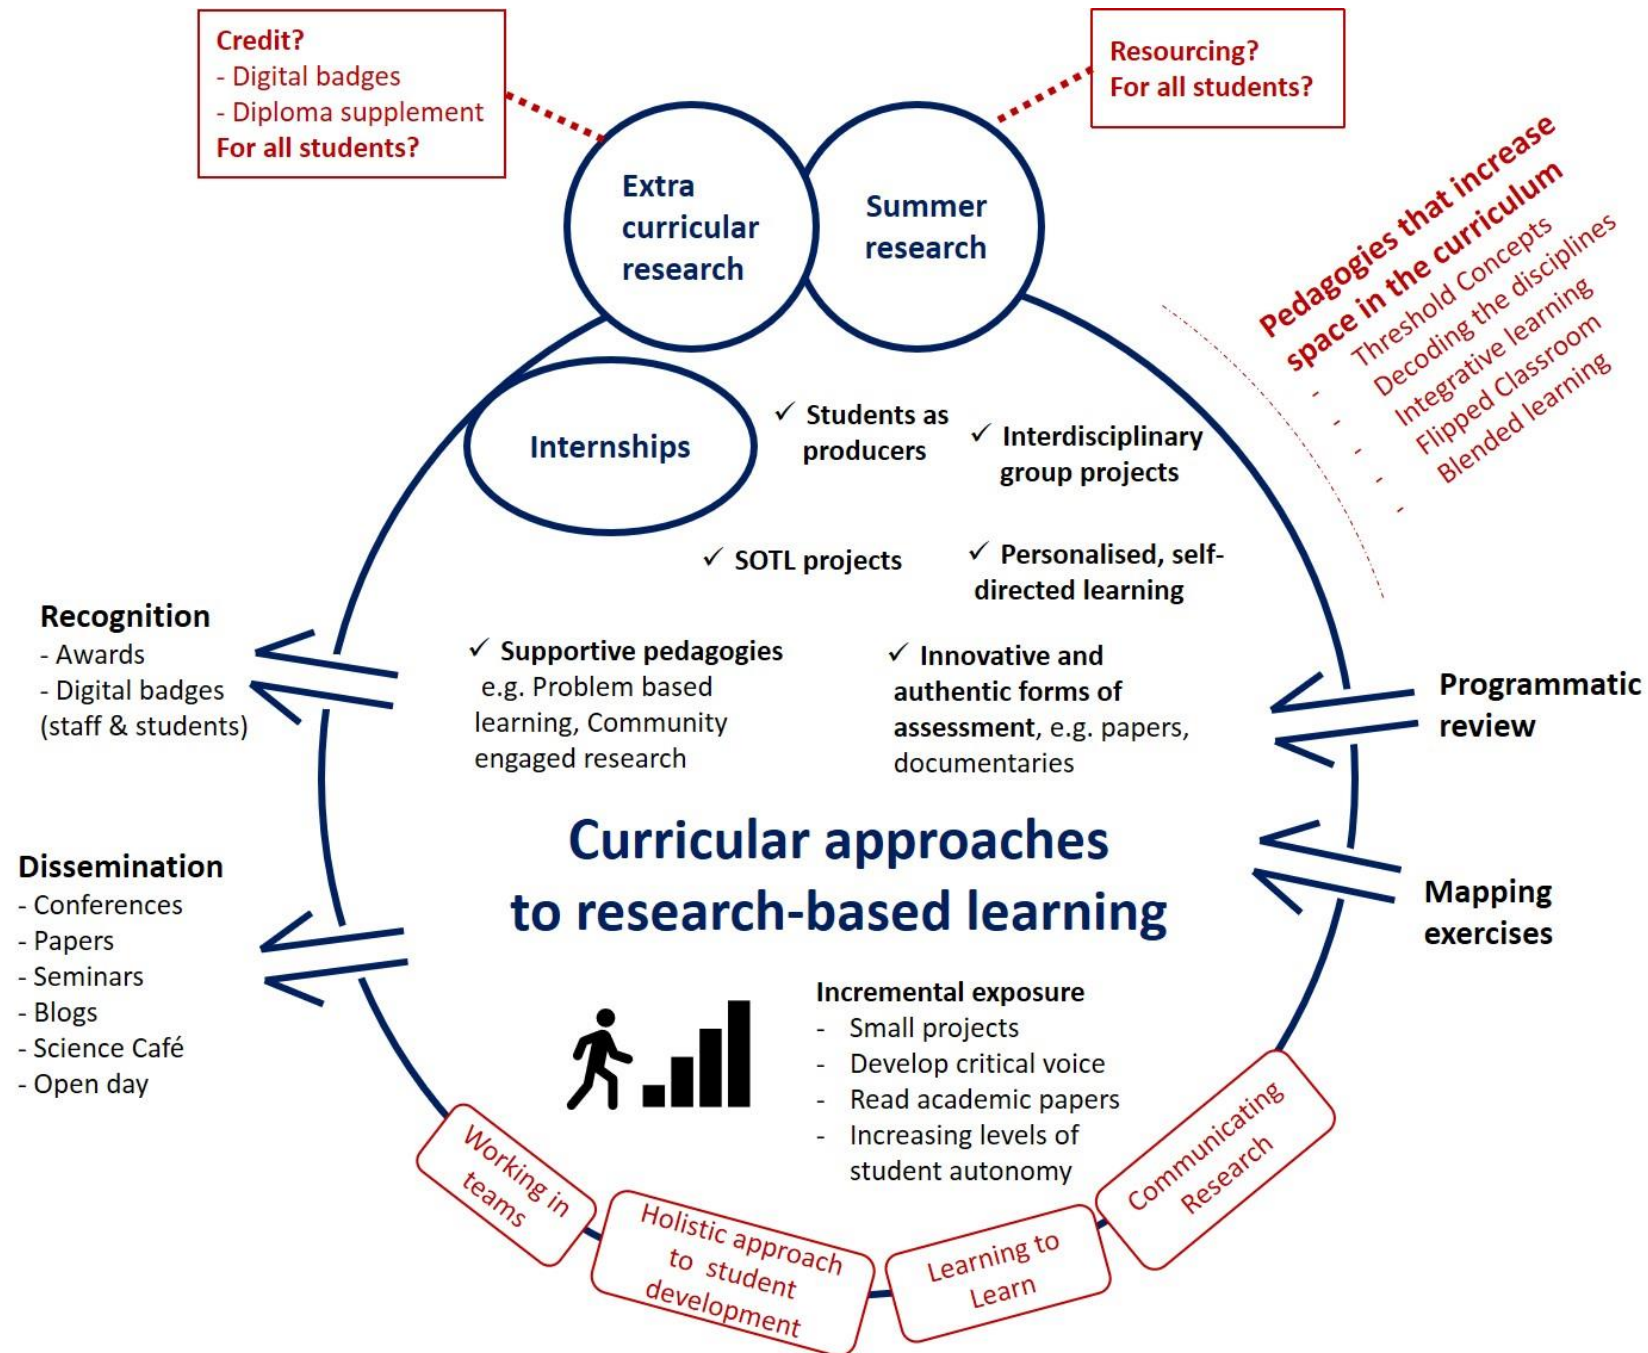 Credit?
- Digital badges
- Diploma supplement
For all students?
Resourcing?
For all students?
Extra
curricular
research
Summer
research
Pedagogies that increase
space in the curriculum
- Threshold Concepts
- Decoding the disciplines
- Integrative learning
- Flipped Classroom
- Blended learning
Internships
✓ Students as
producers
✓ Interdisciplinary
group projects
✓ SOTL projects
✓ Personalised, self-
directed learning
Recognition
- Awards
- Digital badges
(staff & students)
✓ Supportive pedagogies
e.g. Problem based
learning, Community
engaged research
✓ Innovative and
authentic forms of
assessment, e.g. papers,
documentaries
Programmatic
review
Curricular approaches
to research-based learning
Dissemination
- Conferences
- Papers
- Seminars
- Blogs
- Science Café
- Open day
Mapping
exercises
Incremental exposure
- Small projects
- Develop critical voice
- Read academic papers
- Increasing levels of
student autonomy
Working in
teams
Holistic approach
to student
development
Learning to
Learn
Communicating
Research